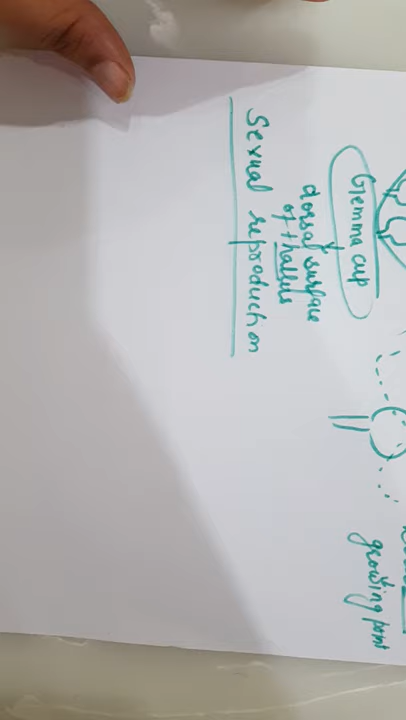 Gemma cup
growing point
dorsal surface
of thallus
Sexual reproduction